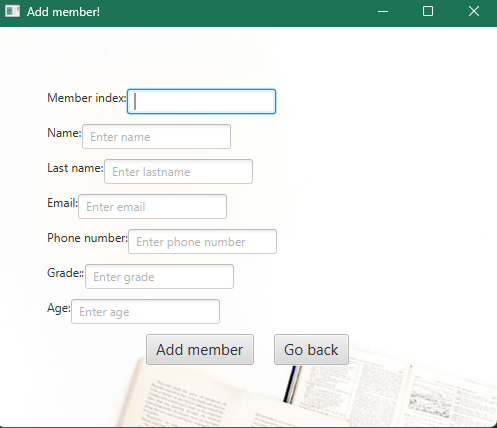 Add member!
Member index:
Name: Enter name
Last name: Enter lastname
Email: Enter email
Phone number: Enter phone number
Grade:: Enter grade
Age: Enter age
Add member Go back